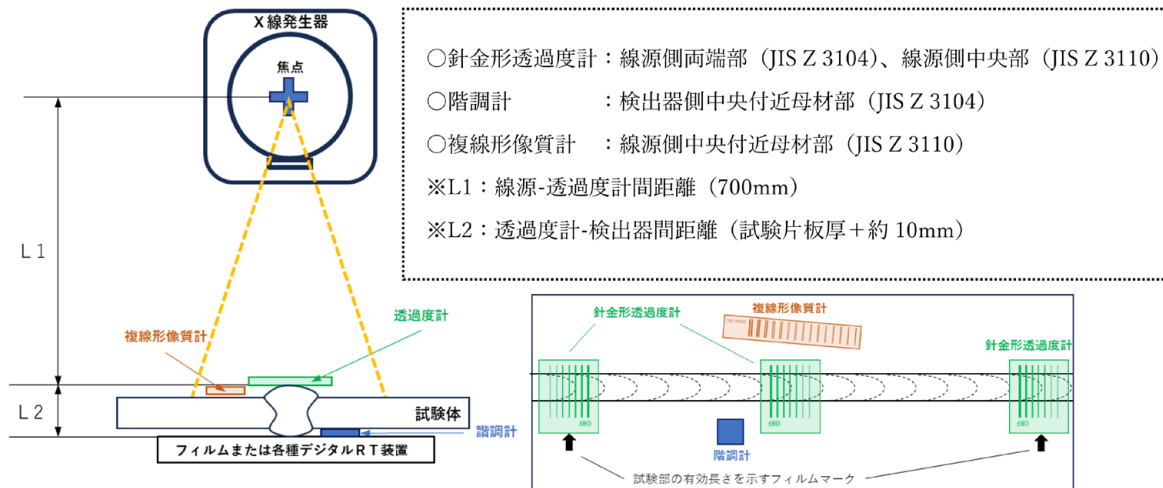 X線発生器
焦点
L1
複線形像質計
透過度計
L2
試験体
階調計
フィルムまたは各種デジタルRT装置
○針金形透過度計：線源側両端部（JIS Z 3104）、線源側中央部（JIS Z 3110）
○階調計　　　　：検出器側中央付近母材部（JIS Z 3104）
○複線形像質計　：線源側中央付近母材部（JIS Z 3110）
※L1：線源-透過度計間距離（700mm）
※L2：透過度計-検出器間距離（試験片板厚＋約 10mm）
針金形透過度計
複線形像質計
針金形透過度計
階調計
試験部の有効長さを示すフィルムマーク